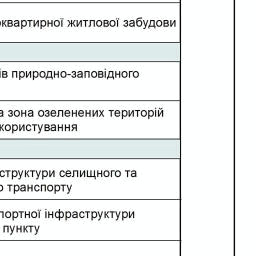 квартирної житлової забудови
ів природно-заповідного
а зона озеленених територій
користування
структури селищного та
о транспорту
портної інфраструктури
пункту